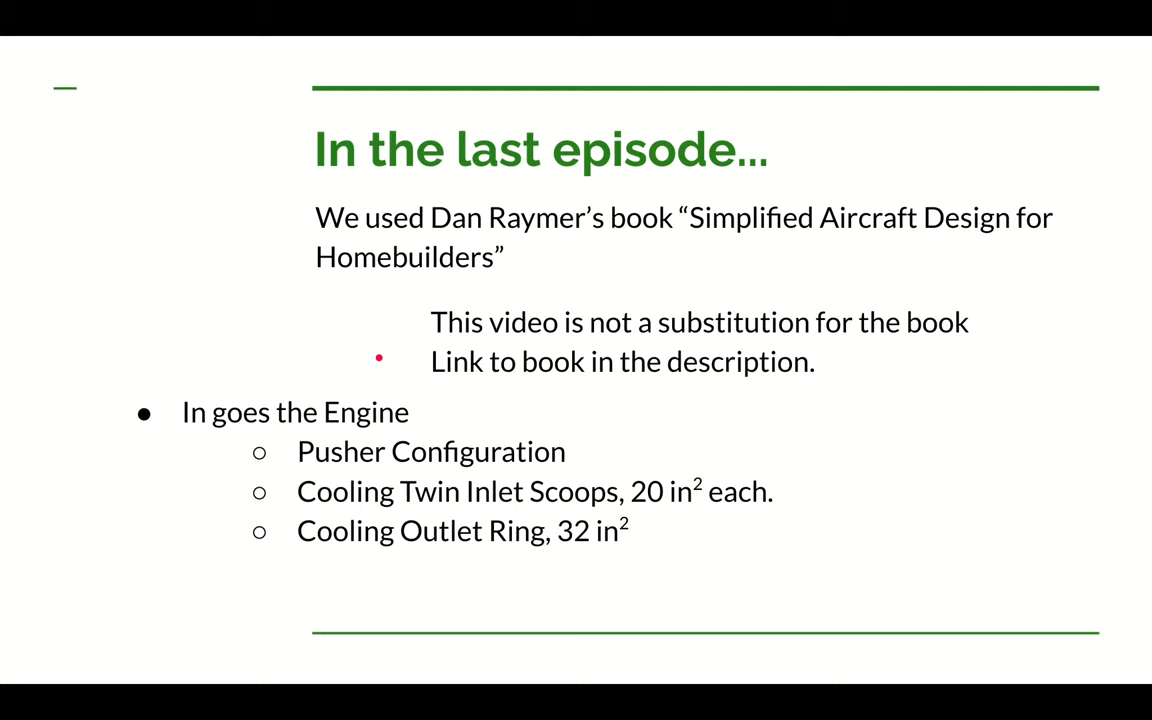 In the last episode...
We used Dan Raymer’s book “Simplified Aircraft Design for
Homebuilders”
This video is not a substitution for the book
Link to book in the description.
● In goes the Engine
○ Pusher Configuration
○ Cooling Twin Inlet Scoops, 20 in² each.
○ Cooling Outlet Ring, 32 in²